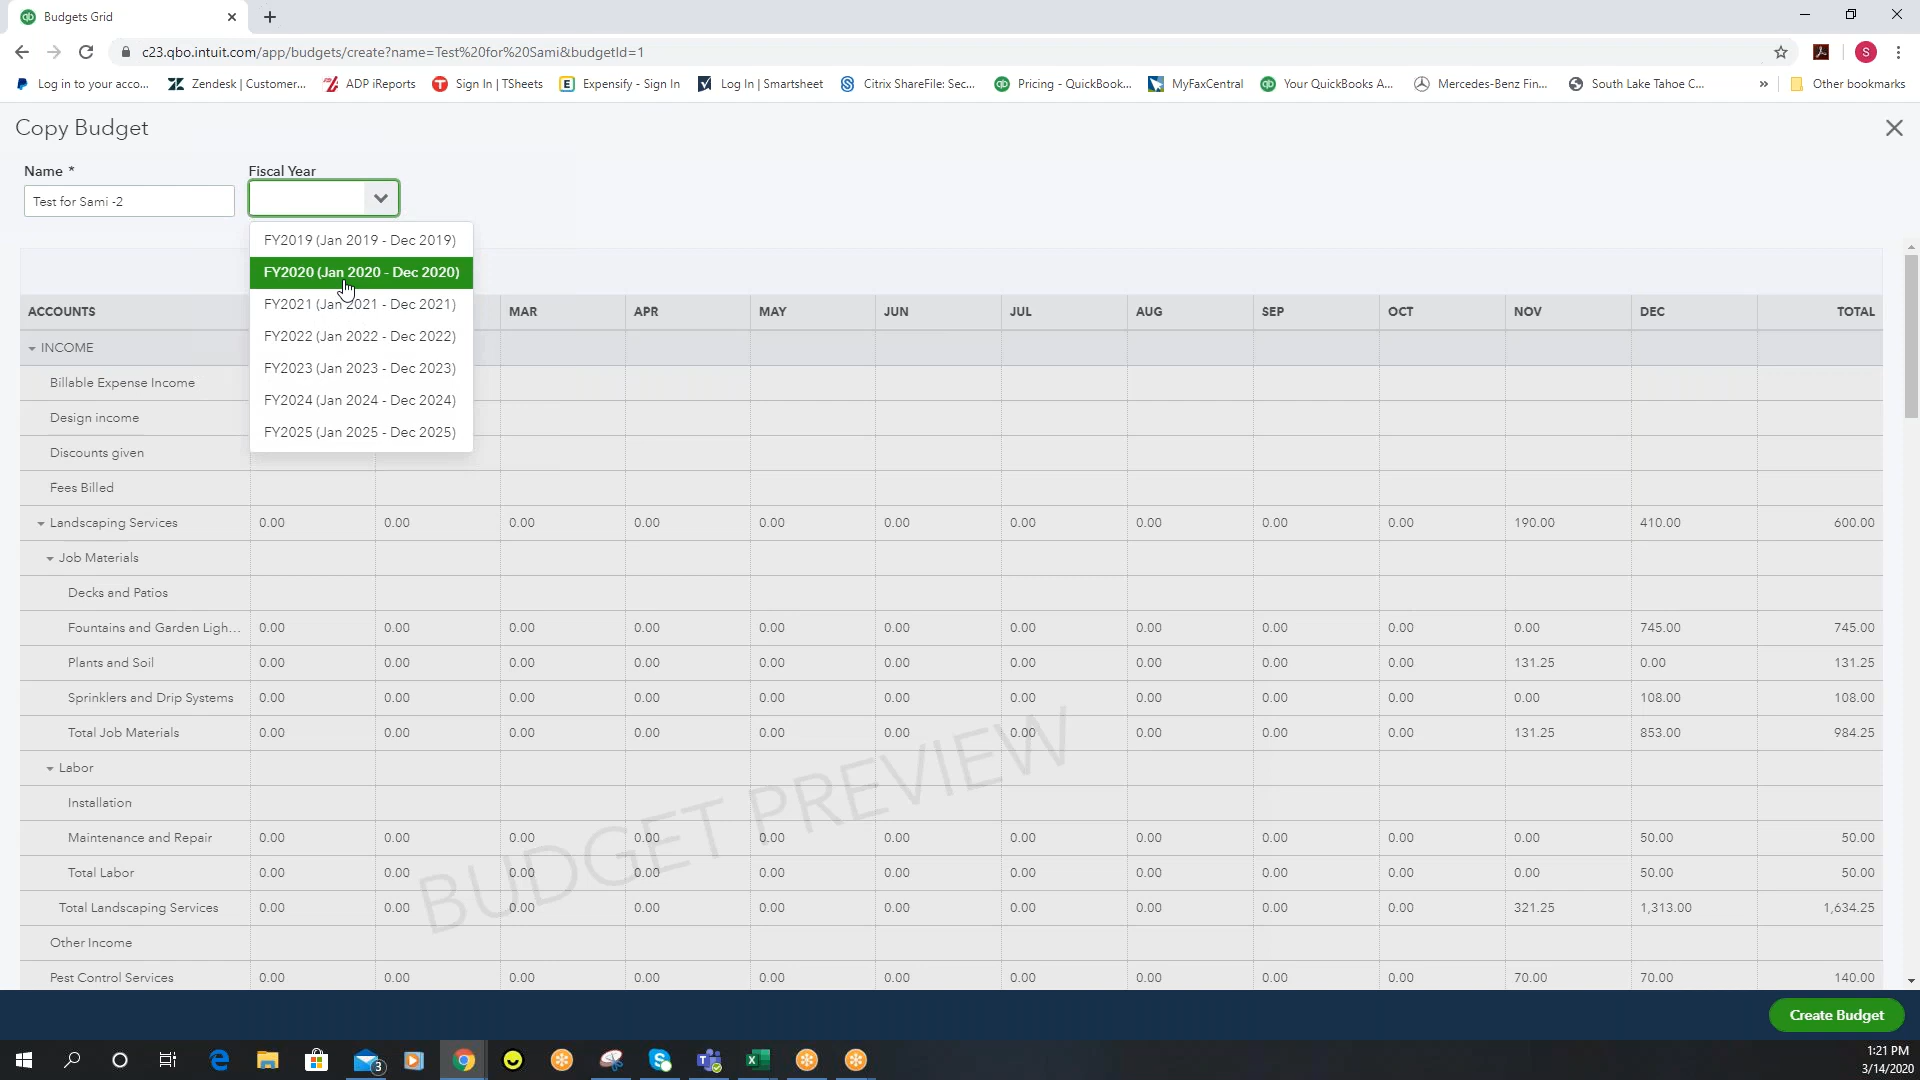 Budgets Grid
c23.qbo.intuit.com/app/budgets/create?name=Test%20for%20Sami&budgetId=1
S
Log in to your acco... Zendesk | Customer... ADP iReports Sign In | TSheets Expensify - Sign In Log In | Smartsheet Citrix ShareFile: Sec... Pricing - QuickBook... MyFaxCentral Your QuickBooks A... Mercedes-Benz Fin... South Lake Tahoe C... » Other bookmarks
Copy Budget
Name * Fiscal Year
Test for Sami -2
FY2019 (Jan 2019 - Dec 2019)
FY2020 (Jan 2020 - Dec 2020)
FY2021 (Jan 2021 - Dec 2021)
FY2022 (Jan 2022 - Dec 2022)
FY2023 (Jan 2023 - Dec 2023)
FY2024 (Jan 2024 - Dec 2024)
FY2025 (Jan 2025 - Dec 2025)
ACCOUNTS MAR APR MAY JUN JUL AUG SEP OCT NOV DEC TOTAL
INCOME
Billable Expense Income
Design income
Discounts given
Fees Billed
Landscaping Services 0.00 0.00 0.00 0.00 0.00 0.00 0.00 0.00 0.00 0.00 190.00 410.00 600.00
Job Materials
Decks and Patios
Fountains and Garden Ligh... 0.00 0.00 0.00 0.00 0.00 0.00 0.00 0.00 0.00 0.00 0.00 745.00 745.00
Plants and Soil 0.00 0.00 0.00 0.00 0.00 0.00 0.00 0.00 0.00 0.00 131.25 0.00 131.25
Sprinklers and Drip Systems 0.00 0.00 0.00 0.00 0.00 0.00 0.00 0.00 0.00 0.00 0.00 108.00 108.00
Total Job Materials 0.00 0.00 0.00 0.00 0.00 0.00 0.00 0.00 0.00 0.00 131.25 853.00 984.25
Labor
Installation
Maintenance and Repair 0.00 0.00 0.00 0.00 0.00 0.00 0.00 0.00 0.00 0.00 0.00 50.00 50.00
Total Labor 0.00 0.00 0.00 0.00 0.00 0.00 0.00 0.00 0.00 0.00 0.00 50.00 50.00
Total Landscaping Services 0.00 0.00 0.00 0.00 0.00 0.00 0.00 0.00 0.00 0.00 321.25 1,313.00 1,634.25
Other Income
Pest Control Services 0.00 0.00 0.00 0.00 0.00 0.00 0.00 0.00 0.00 0.00 70.00 70.00 140.00
BUDGET PREVIEW
Create Budget
3
1:21 PM
3/14/2020